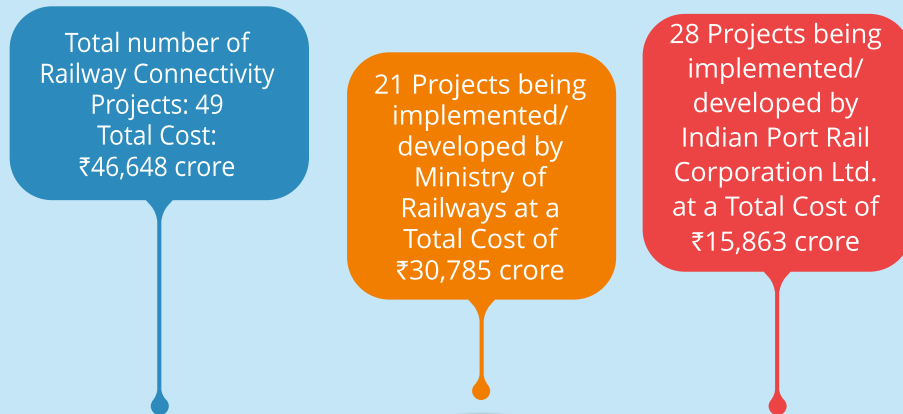 Total number of
Railway Connectivity
Projects: 49
Total Cost:
₹46,648 crore
21 Projects being
implemented/
developed by
Ministry of
Railways at a
Total Cost of
₹30,785 crore
28 Projects being
implemented/
developed by
Indian Port Rail
Corporation Ltd.
at a Total Cost of
₹15,863 crore